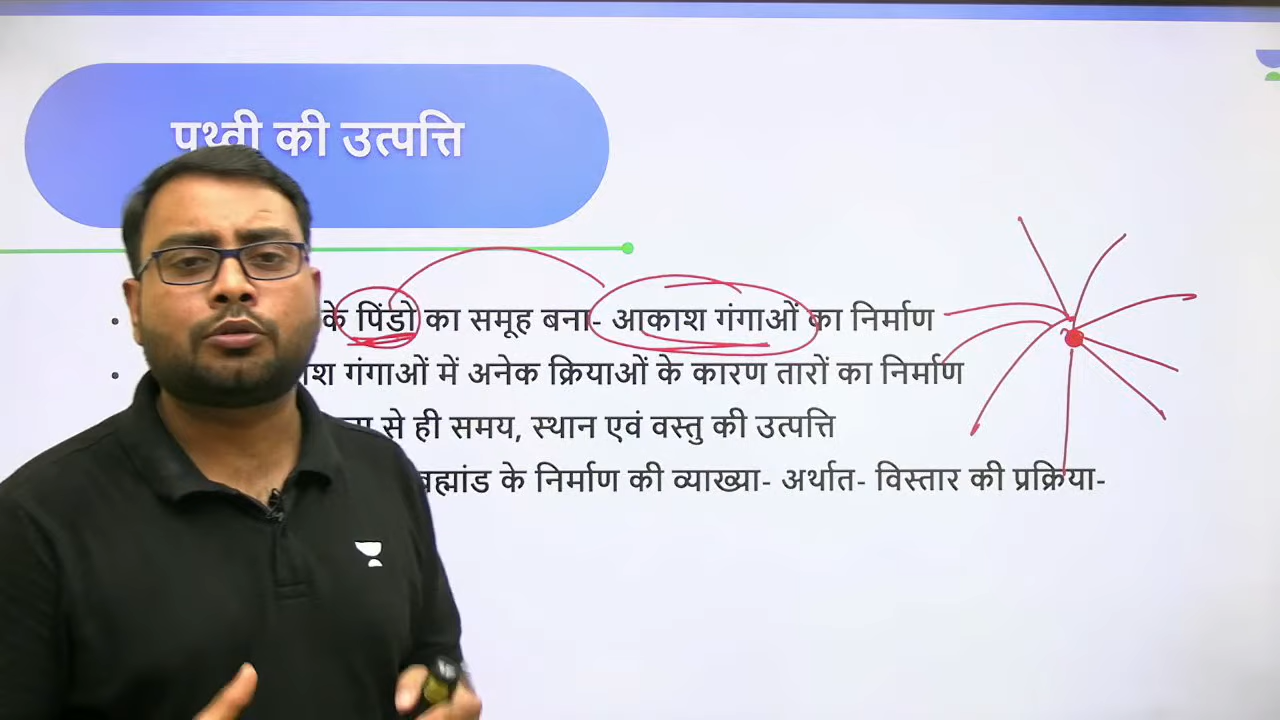 पृथ्वी की उत्पत्ति
के पिंडो का समूह बना- आकाश गंगाओं का निर्माण
गंगाओं में अनेक क्रियाओं के कारण तारों का निर्माण
से ही समय, स्थान एवं वस्तु की उत्पत्ति
ब्रह्मांड के निर्माण की व्याख्या- अर्थात- विस्तार की प्रक्रिया-